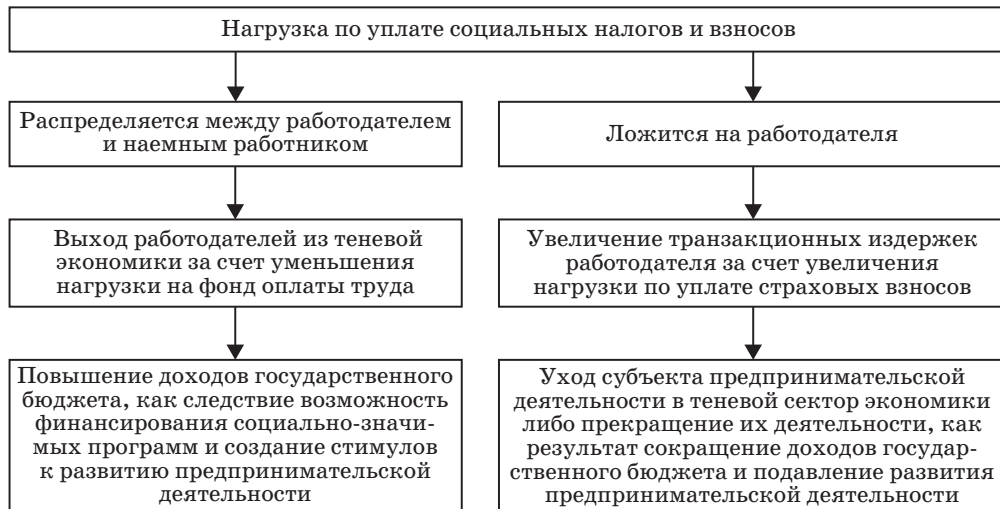 Нагрузка по уплате социальных налогов и взносов
Распределяется между работодателем
и наемным работником
Ложится на работодателя
Выход работодателей из теневой
экономики за счет уменьшения
нагрузки на фонд оплаты труда
Увеличение транзакционных издержек
работодателя за счет увеличения
нагрузки по уплате страховых взносов
Повышение доходов государственного
бюджета, как следствие возможность
финансирования социально-значи-
мых программ и создание стимулов
к развитию предпринимательской
деятельности
Уход субъекта предпринимательской
деятельности в теневой сектор экономики
либо прекращение их деятельности, как
результат сокращение доходов государ-
ственного бюджета и подавление развития
предпринимательской деятельности